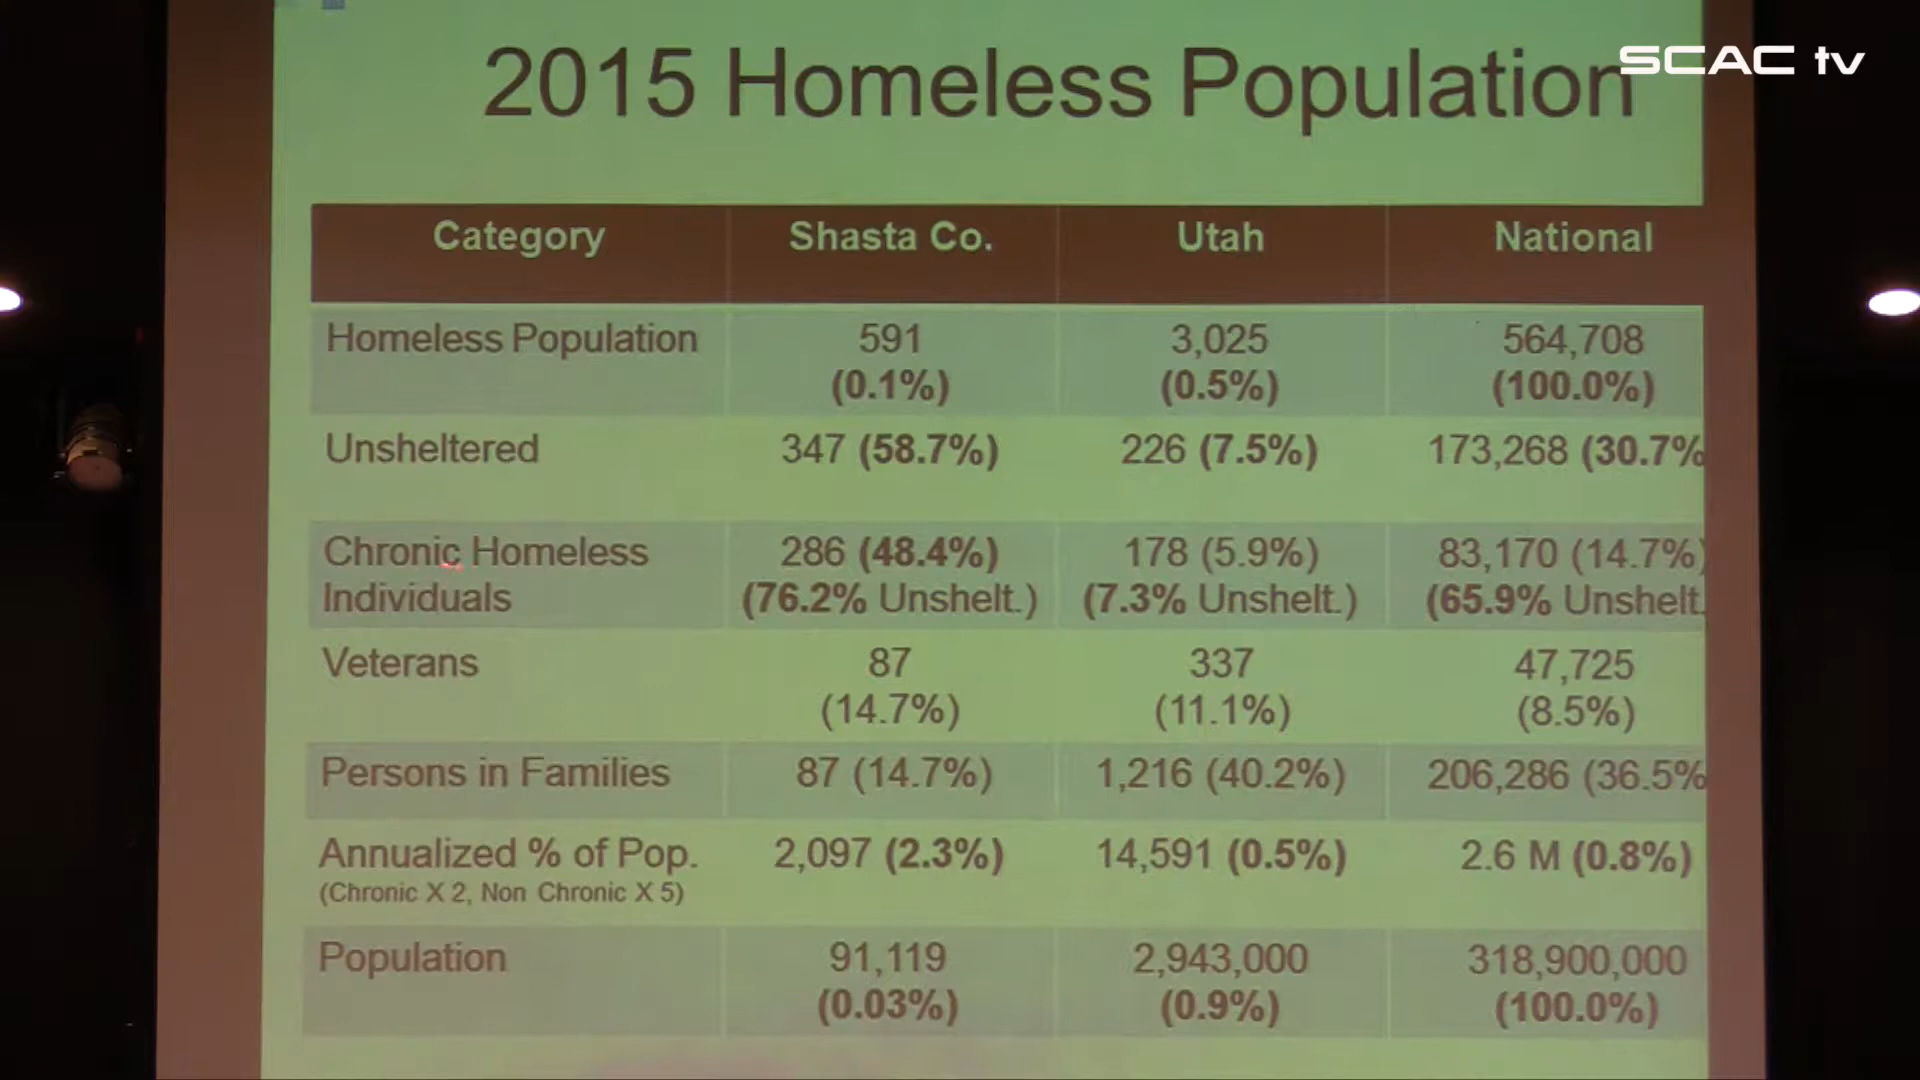 SCAC tv
2015 Homeless Population
Category Shasta Co. Utah National
Homeless Population 591 3,025 564,708
(0.1%) (0.5%) (100.0%)
Unsheltered 347 (58.7%) 226 (7.5%) 173,268 (30.7%
Chronic Homeless 286 (48.4%) 178 (5.9%) 83,170 (14.7%)
Individuals (76.2% Unshelt.) (7.3% Unshelt.) (65.9% Unshelt.
Veterans 87 337 47,725
(14.7%) (11.1%) (8.5%)
Persons in Families 87 (14.7%) 1,216 (40.2%) 206,286 (36.5%
Annualized % of Pop. 2,097 (2.3%) 14,591 (0.5%) 2.6 M (0.8%)
(Chronic X 2, Non Chronic X 5)
Population 91,119 2,943,000 318,900,000
(0.03%) (0.9%) (100.0%)